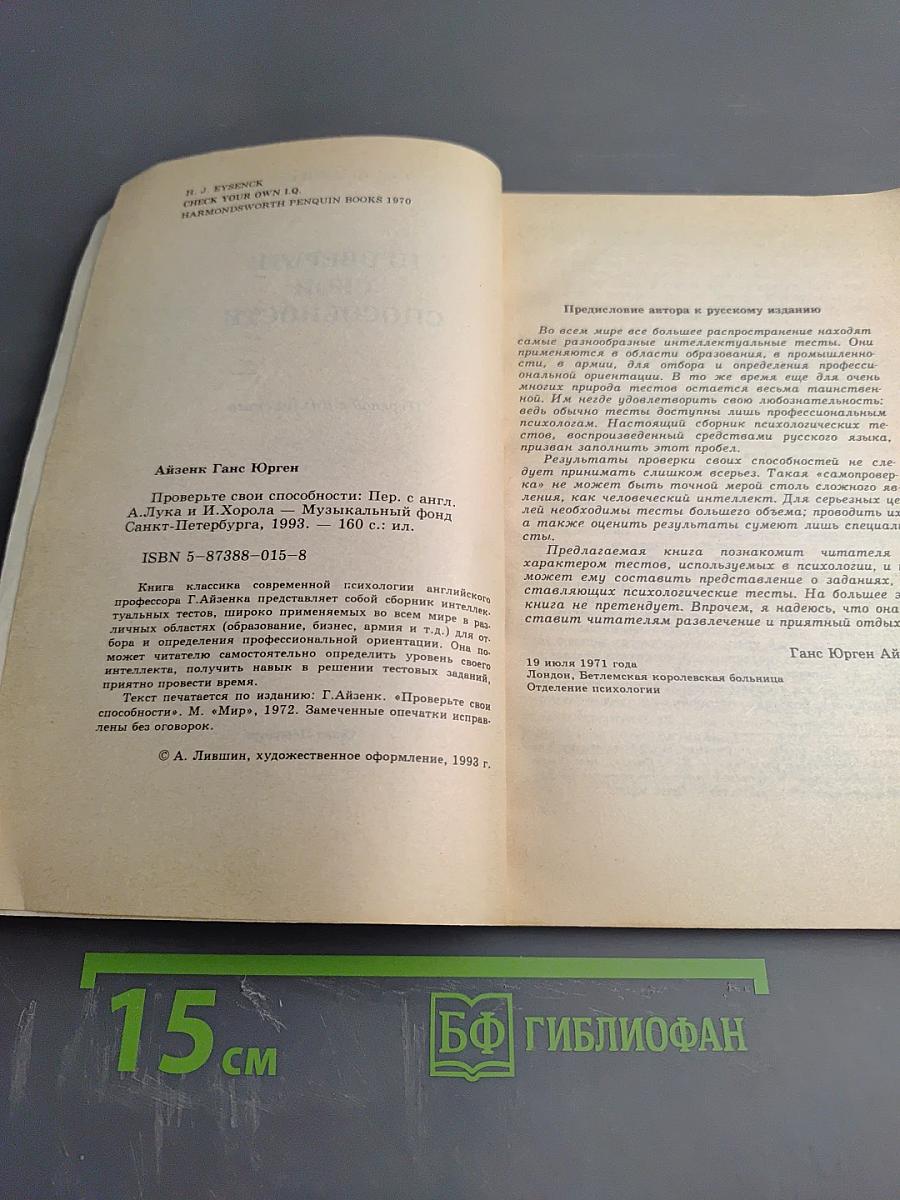 H. J. EYSENCK
CHECK YOUR OWN I.Q.
HARMONDSWORTH PENQUIN BOOKS 1970
Айзенк Ганс Юрген
Проверьте свои способности: Пер. с англ.
А.Лука и И.Хорола — Музыкальный фонд
Санкт-Петербурга, 1993. — 160 с.: ил.
ISBN 5-87388-015-8
Книга классика современной психологии английского
профессора Г.Айзенка представляет собой сборник интеллек-
туальных тестов, широко применяемых во всем мире в раз-
личных областях (образование, бизнес, армия и т.д.) для от-
бора и определения профессиональной ориентации. Она по-
может читателю самостоятельно определить уровень своего
интеллекта, получить навык в решении тестовых заданий,
приятно провести время.
Текст печатается по изданию: Г.Айзенк. «Проверьте свои
способности». М. «Мир», 1972. Замеченные опечатки исправ-
лены без оговорок.
© А. Лившин, художественное оформление, 1993 г.
Предисловие автора к русскому изданию
Во всем мире все большее распространение находят
самые разнообразные интеллектуальные тесты. Они
применяются в области образования, в промышленно-
сти, в армии, для отбора и определения професси-
ональной ориентации. В то же время еще для очень
многих природа тестов остается весьма таинствен-
ной. Им негде удовлетворить свою любознательность:
ведь обычно тесты доступны лишь профессиональным
психологам. Настоящий сборник психологических те-
стов, воспроизведенный средствами русского языка,
призван заполнить этот пробел.
Результаты проверки своих способностей не сле-
дует принимать слишком всерьез. Такая «самопровер-
ка» не может быть точной мерой столь сложного яв-
ления, как человеческий интеллект. Для серьезных це-
лей необходимы тесты большего объема; проводить их
а также оценить результаты сумеют лишь специали
сты.
Предлагаемая книга познакомит читателя
характером тестов, используемых в психологии, и
может ему составить представление о заданиях,
ставляющих психологические тесты. На большее э
книга не претендует. Впрочем, я надеюсь, что она
ставит читателям развлечение и приятный отдых
Ганс Юрген Ай
19 июля 1971 года
Лондон, Бетлемская королевская больница
Отделение психологии
15 см
БФ ГИБЛИОФАН